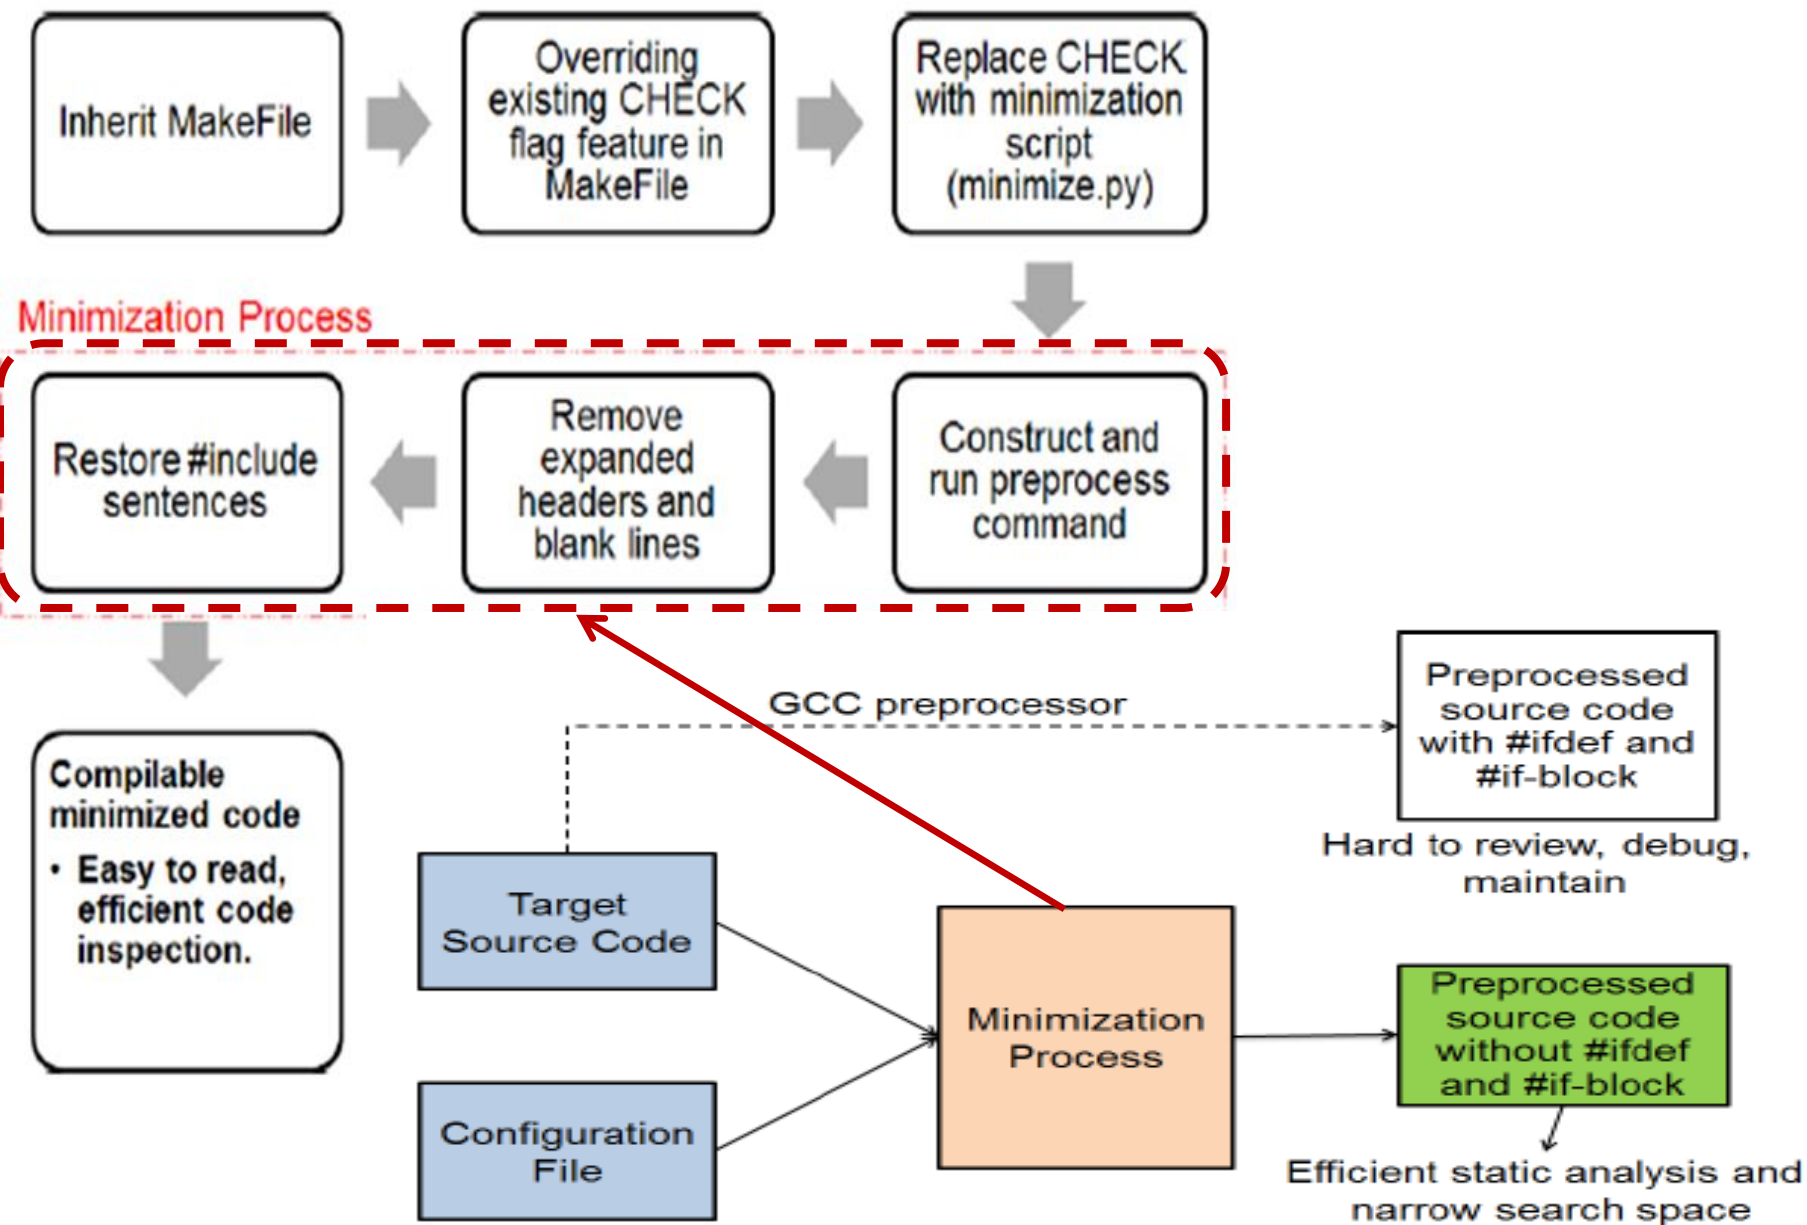 Inherit MakeFile
Overriding
existing CHECK
flag feature in
MakeFile
Replace CHECK
with minimization
script
(minimize.py)
Minimization Process
Restore #include
sentences
Remove
expanded
headers and
blank lines
Construct and
run preprocess
command
Compilable
minimized code
• Easy to read,
efficient code
inspection.
GCC preprocessor
Preprocessed
source code
with #ifdef and
#if-block
Hard to review, debug,
maintain
Target
Source Code
Minimization
Process
Preprocessed
source code
without #ifdef
and #if-block
Configuration
File
Efficient static analysis and
narrow search space